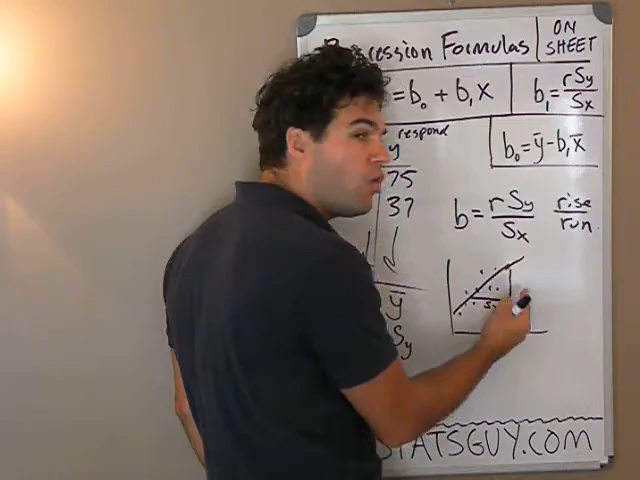 Regression Formulas
ON
SHEET
= b₀ + b₁x
b₁ = rSy
Sx
b₀ = ȳ - b₁x̄
respond
y
75
37
ȳ
Sy
b = rSy
Sx
rise
run
STATSGUY.COM